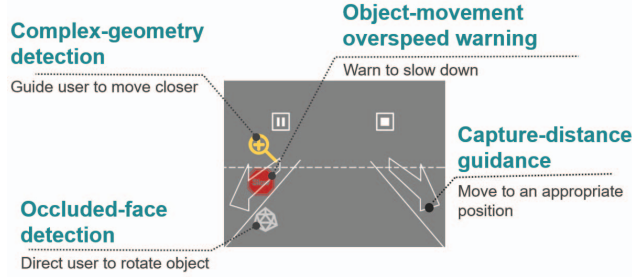 Complex-geometry
detection
Guide user to move closer
Object-movement
overspeed warning
Warn to slow down
Capture-distance
guidance
Move to an appropriate
position
Occluded-face
detection
Direct user to rotate object